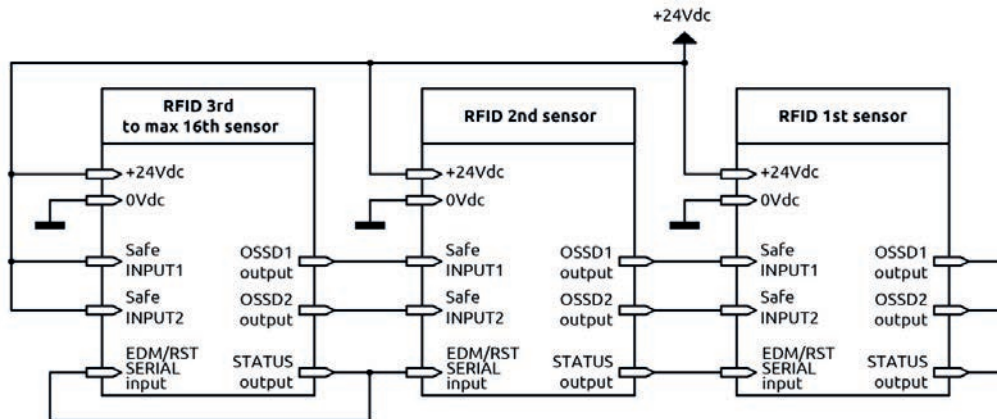 +24Vdc
RFID 3rd
to max 16th sensor
+24Vdc
0Vdc
Safe
INPUT1
Safe
INPUT2
EDM/RST
SERIAL
input
OSSD1
output
OSSD2
output
STATUS
output
RFID 2nd sensor
+24Vdc
0Vdc
Safe
INPUT1
Safe
INPUT2
EDM/RST
SERIAL
input
OSSD1
output
OSSD2
output
STATUS
output
RFID 1st sensor
+24Vdc
0Vdc
Safe
INPUT1
Safe
INPUT2
EDM/RST
SERIAL
input
OSSD1
output
OSSD2
output
STATUS
output